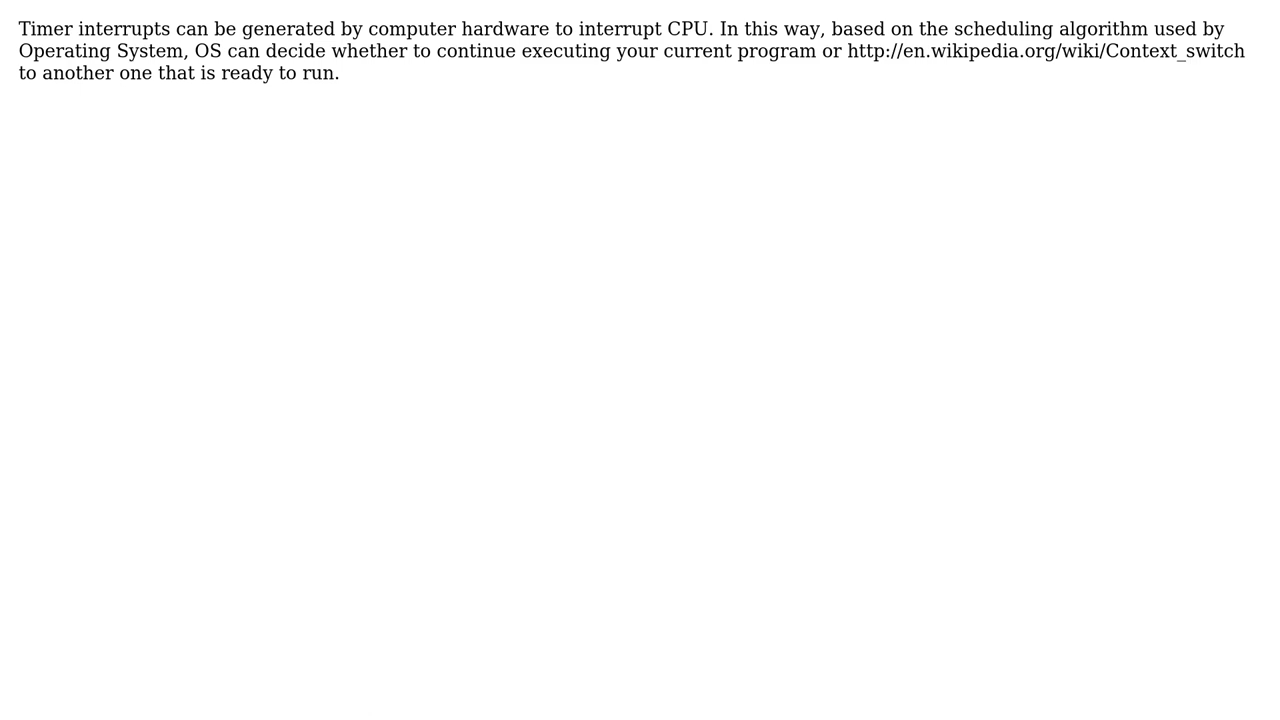 Timer interrupts can be generated by computer hardware to interrupt CPU. In this way, based on the scheduling algorithm used by
Operating System, OS can decide whether to continue executing your current program or http://en.wikipedia.org/wiki/Context_switch
to another one that is ready to run.